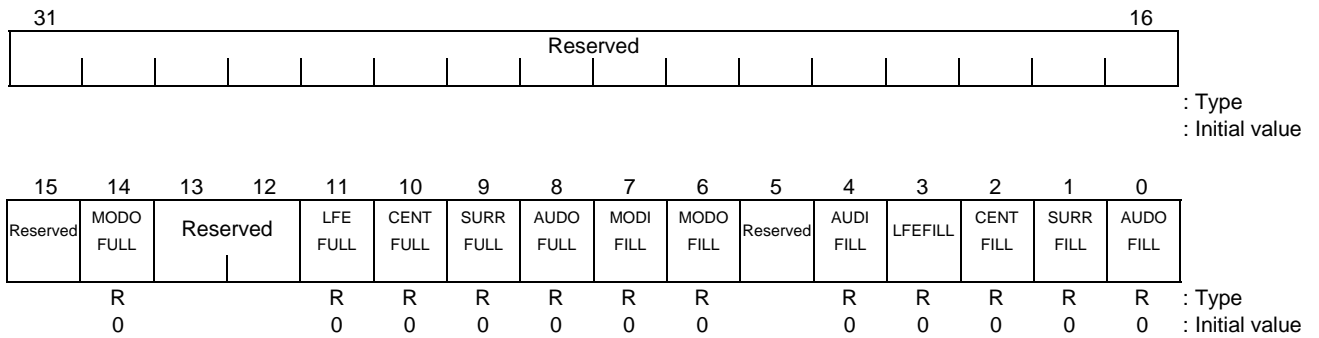 31 16
Reserved
: Type
: Initial value
15 14 13 12 11 10 9 8 7 6 5 4 3 2 1 0
Reserved MODO FULL Reserved LFE FULL CENT FULL SURR FULL AUDO FULL MODI FILL MODO FILL Reserved AUDI FILL LFEFILL CENT FILL SURR FILL AUDO FILL
R R R R R R R R R R R R : Type
0 0 0 0 0 0 0 0 0 0 0 0 : Initial value